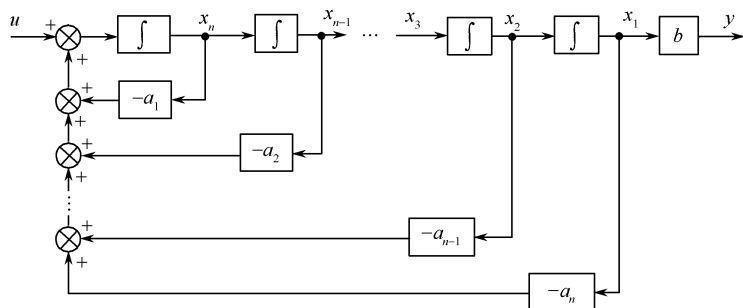 u + ∫ xₙ ∫ xₙ₋₁ ··· x₃ ∫ x₂ ∫ x₁ b y
+
+ −a₁
+
+ −a₂
+
⋮
+ −aₙ₋₁
+
−aₙ